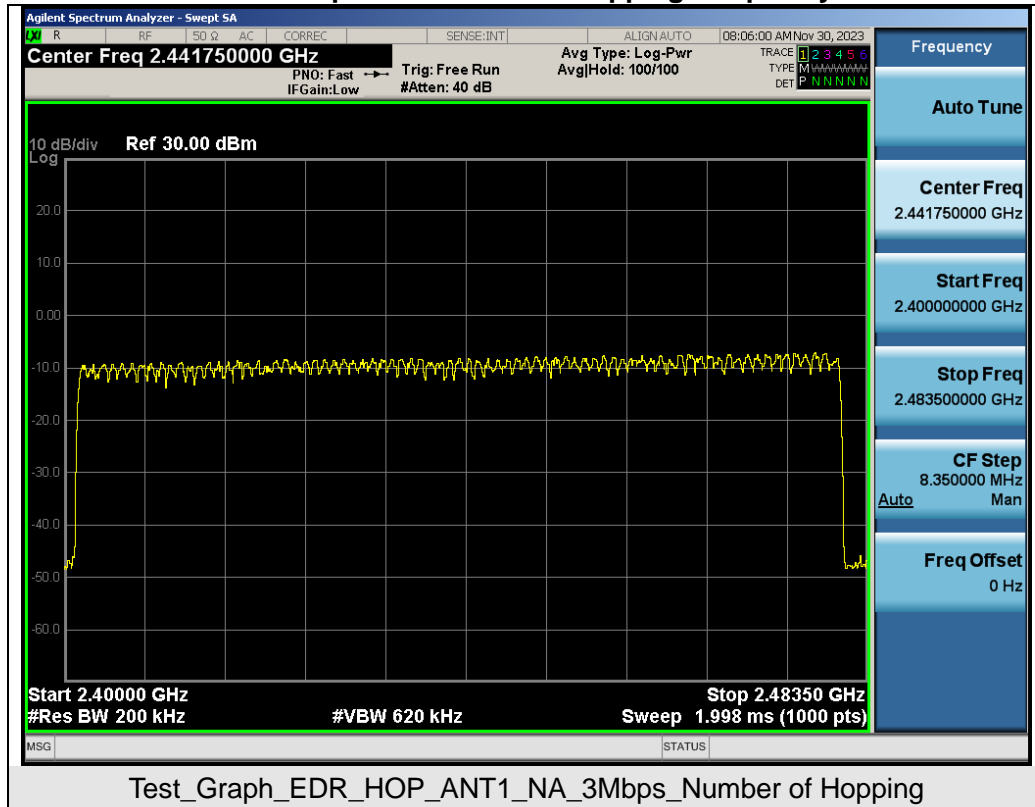 Agilent Spectrum Analyzer - Swept SA
LXI R RF 50 Ω AC CORREC SENSE:INT ALIGN AUTO 08:06:00 AM Nov 30, 2023
Center Freq 2.441750000 GHz
PNO: Fast
IFGain:Low
Trig: Free Run
#Atten: 40 dB
Avg Type: Log-Pwr
Avg|Hold: 100/100
TRACE 1 2 3 4 5 6
TYPE M WWWWW
DET P N N N N N
10 dB/div Ref 30.00 dBm
Log
20.0
10.0
0.00
-10.0
-20.0
-30.0
-40.0
-50.0
-60.0
Start 2.40000 GHz Stop 2.48350 GHz
#Res BW 200 kHz #VBW 620 kHz Sweep 1.998 ms (1000 pts)
MSG STATUS
Frequency
Auto Tune
Center Freq
2.441750000 GHz
Start Freq
2.400000000 GHz
Stop Freq
2.483500000 GHz
CF Step
8.350000 MHz
Auto Man
Freq Offset
0 Hz
Test_Graph_EDR_HOP_ANT1_NA_3Mbps_Number of Hopping